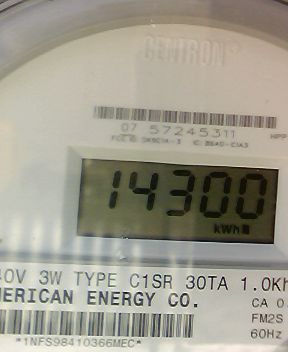 CENTRON®
07 57245311
14300
kWh
40V 3W TYPE C1SR 30TA 1.0Kh
MERICAN ENERGY CO.
CA 0.
FM2S
60Hz
*1NFS98410366MEC*